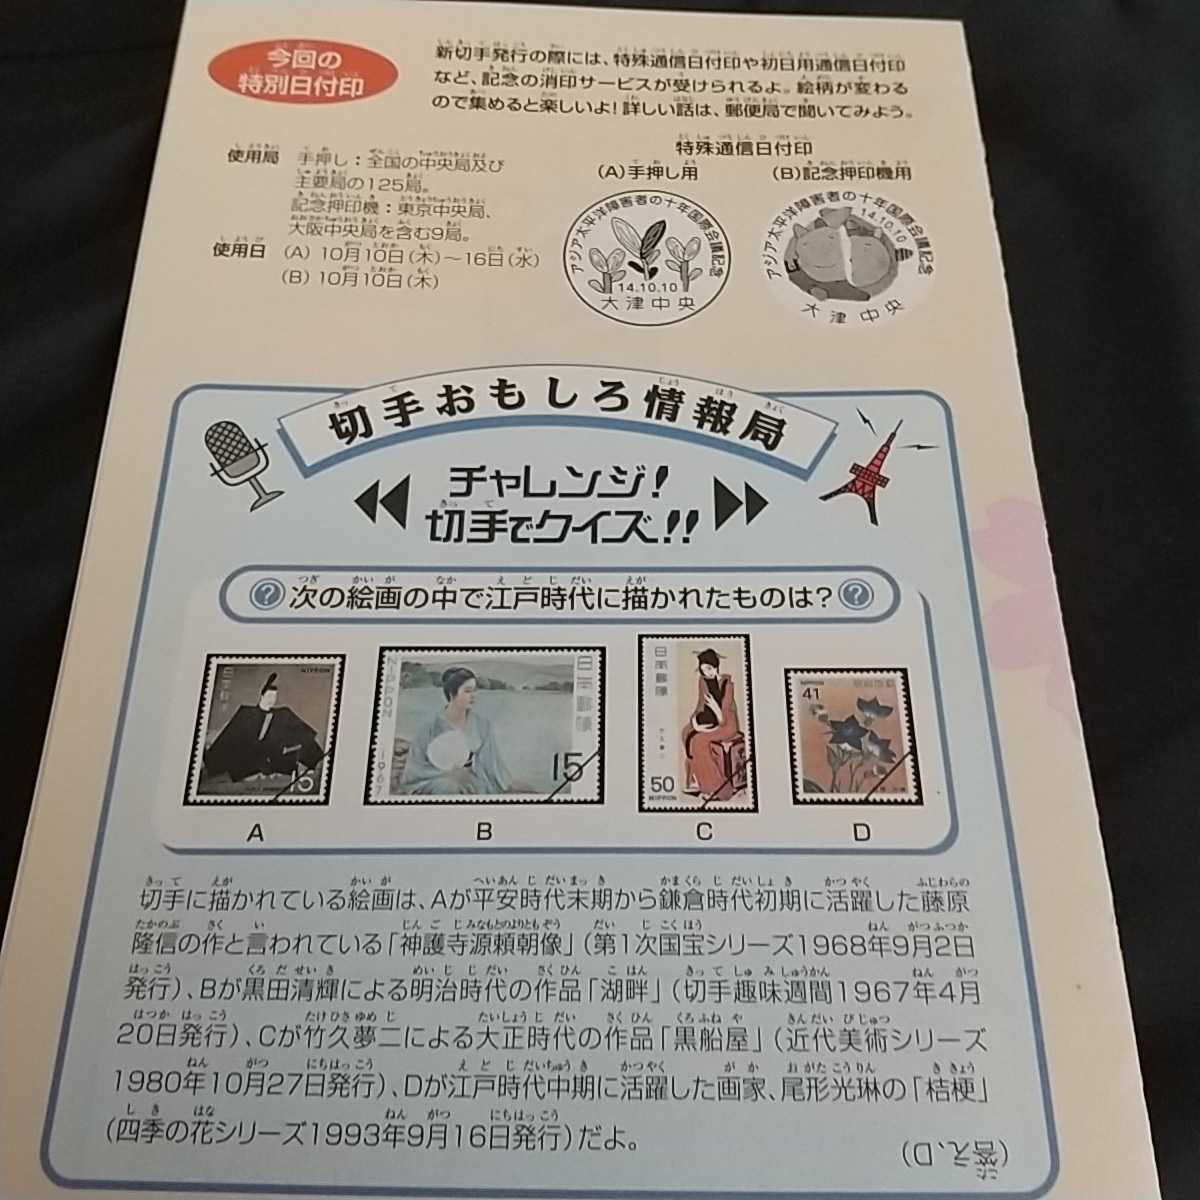 今回の
特別日付印
新切手発行の際には、特殊通信日付印や初日用通信日付印
など、記念の消印サービスが受けられるよ。絵柄が変わる
ので集めると楽しいよ!詳しい話は、郵便局で聞いてみよう。
使用局 手押し:全国の中央局及び
主要局の125局。
記念押印機:東京中央局、
大阪中央局を含む9局。
使用日 (A) 10月10日(木)〜16日(水)
(B) 10月10日(木)
特殊通信日付印
(A)手押し用
(B)記念押印機用
アジア太平洋障害者の十年国際会議記念
14.10.10
大津中央
アジア太平洋障害者の十年国際会議記念
14.10.10
大津中央
切手おもしろ情報局
チャレンジ!
切手でクイズ!!
次の絵画の中で江戸時代に描かれたものは?
NIPPON
15
A
日本郵便
NIPPON
1967
15
B
日本郵便
50
NIPPON
C
NIPPON
41
D
切手に描かれている絵画は、Aが平安時代末期から鎌倉時代初期に活躍した藤原
隆信の作と言われている「神護寺源頼朝像」(第1次国宝シリーズ1968年9月2日
発行)、Bが黒田清輝による明治時代の作品「湖畔」(切手趣味週間1967年4月
20日発行)、Cが竹久夢二による大正時代の作品「黒船屋」(近代美術シリーズ
1980年10月27日発行)、Dが江戸時代中期に活躍した画家、尾形光琳の「桔梗」
(四季の花シリーズ1993年9月16日発行)だよ。
(答え、D)